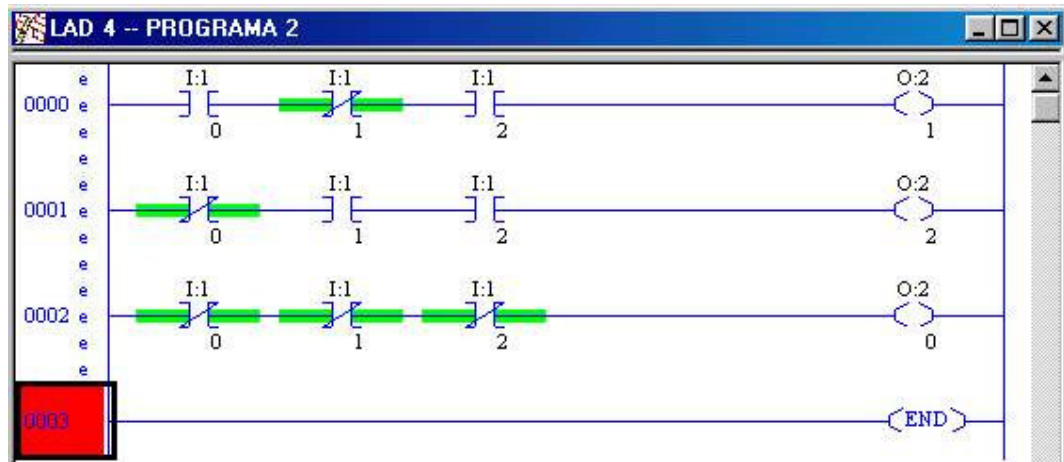 LAD 4 -- PROGRAMA 2
e
I:1 I:1 I:1 O:2
0000 e
e
0 1 2 1
e
e
I:1 I:1 I:1 O:2
0001 e
e
0 1 2 2
e
e
I:1 I:1 I:1 O:2
0002 e
e
0 1 2 0
e
0003
END